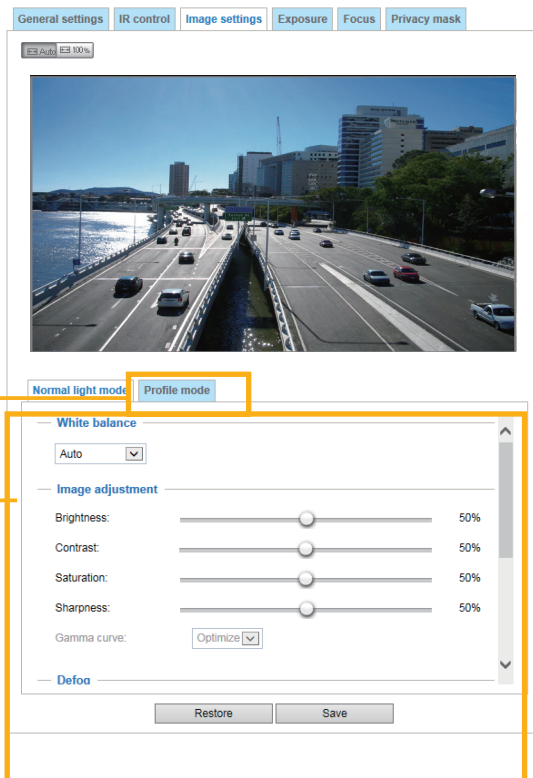 General settings IR control Image settings Exposure Focus Privacy mask
Auto 100%
Normal light mode Profile mode
White balance
Auto
Image adjustment
Brightness: 50%
Contrast: 50%
Saturation: 50%
Sharpness: 50%
Gamma curve: Optimize
Defog
Restore Save